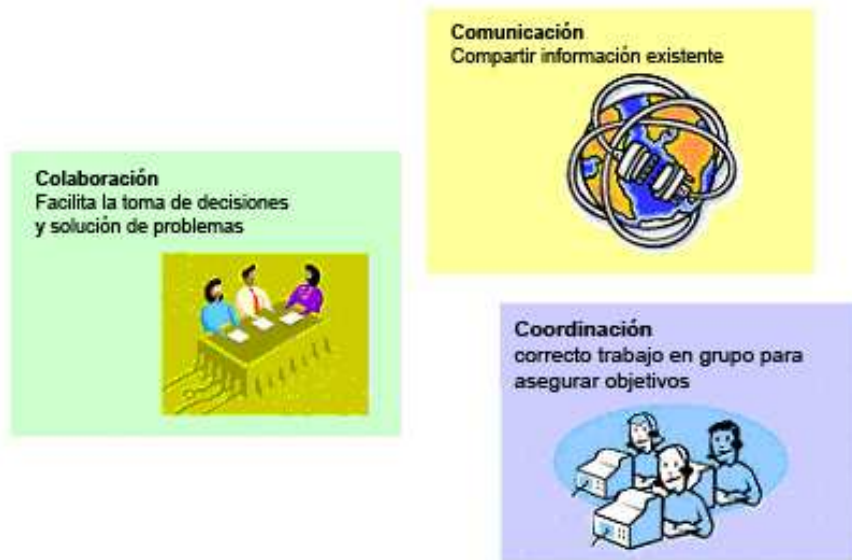 Comunicación
Compartir información existente
Colaboración
Facilita la toma de decisiones
y solución de problemas
Coordinación
correcto trabajo en grupo para
asegurar objetivos